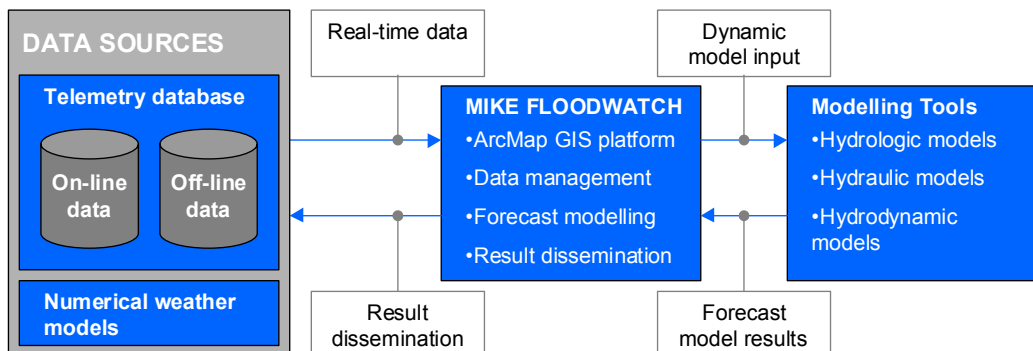 DATA SOURCES
Telemetry database
On-line
data
Off-line
data
Numerical weather
models
Real-time data
Result
dissemination
MIKE FLOODWATCH
•ArcMap GIS platform
•Data management
•Forecast modelling
•Result dissemination
Dynamic
model input
Forecast
model results
Modelling Tools
•Hydrologic models
•Hydraulic models
•Hydrodynamic
models